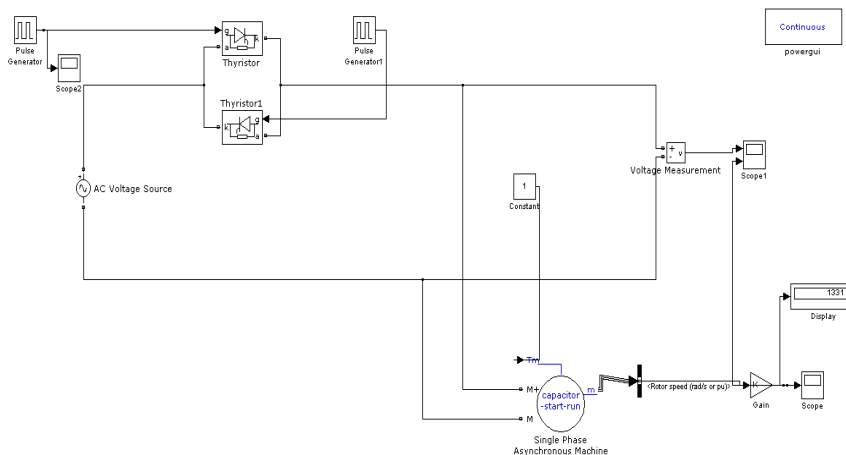 Continuous
powergui
Pulse
Generator
Scope2
g
a
k
Thyristor
Pulse
Generator1
Thyristor1
g
k
a
AC Voltage Source
+
-
v
Voltage Measurement
Scope1
1
Constant
1331
Display
Tm
M+
M
m
capacitor
-start-run
Single Phase
Asynchronous Machine
<Rotor speed (rad/s or pu)>
K
Gain
Scope